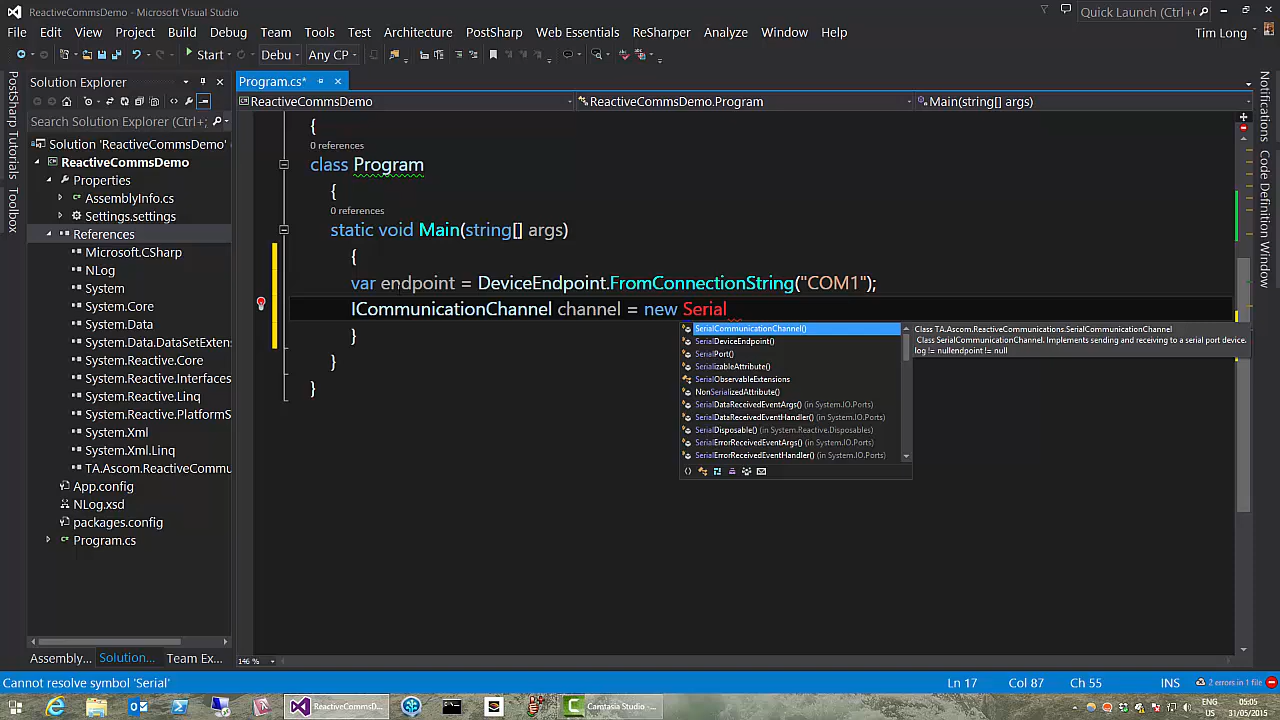 ReactiveCommsDemo - Microsoft Visual Studio
Quick Launch (Ctrl+
File Edit View Project Build Debug Team Tools Test Architecture PostSharp Web Essentials ReSharper Analyze Window Help
Tim Long
Start Debu Any CP
PostSharp Tutorials
Toolbox
Solution Explorer
Search Solution Explorer (Ctrl+;
Solution 'ReactiveCommsDemo'
ReactiveCommsDemo
Properties
AssemblyInfo.cs
Settings.settings
References
Microsoft.CSharp
NLog
System
System.Core
System.Data
System.Data.DataSetExten
System.Reactive.Core
System.Reactive.Interfaces
System.Reactive.Linq
System.Reactive.PlatformS
System.Xml
System.Xml.Linq
TA.Ascom.ReactiveCommu
App.config
NLog.xsd
packages.config
Program.cs
Assembly... Solution... Team Ex...
Program.cs*
ReactiveCommsDemo ReactiveCommsDemo.Program Main(string[] args)
{
0 references
class Program
{
0 references
static void Main(string[] args)
{
var endpoint = DeviceEndpoint.FromConnectionString("COM1");
ICommunicationChannel channel = new Serial
}
}
}
SerialCommunicationChannel()
SerialDeviceEndpoint()
SerialPort()
SerializableAttribute()
SerialObservableExtensions
NonSerializedAttribute()
SerialDataReceivedEventArgs() (in System.IO.Ports)
SerialDataReceivedEventHandler() (in System.IO.Ports)
SerialDisposable() (in System.Reactive.Disposables)
SerialErrorReceivedEventArgs() (in System.IO.Ports)
SerialErrorReceivedEventHandler() (in System.IO.Ports)
Class TA.Ascom.ReactiveCommunications.SerialCommunicationChannel
Class SerialCommunicationChannel. Implements sending and receiving to a serial port device.
log != nullendpoint != null
146 %
Notifications
Code Definition Window
Cannot resolve symbol 'Serial'
Ln 17 Col 87 Ch 55 INS
2 errors in 1 file
ReactiveCommsD...
Camtasia Studio - ...
ENG
US
05:05
31/05/2015